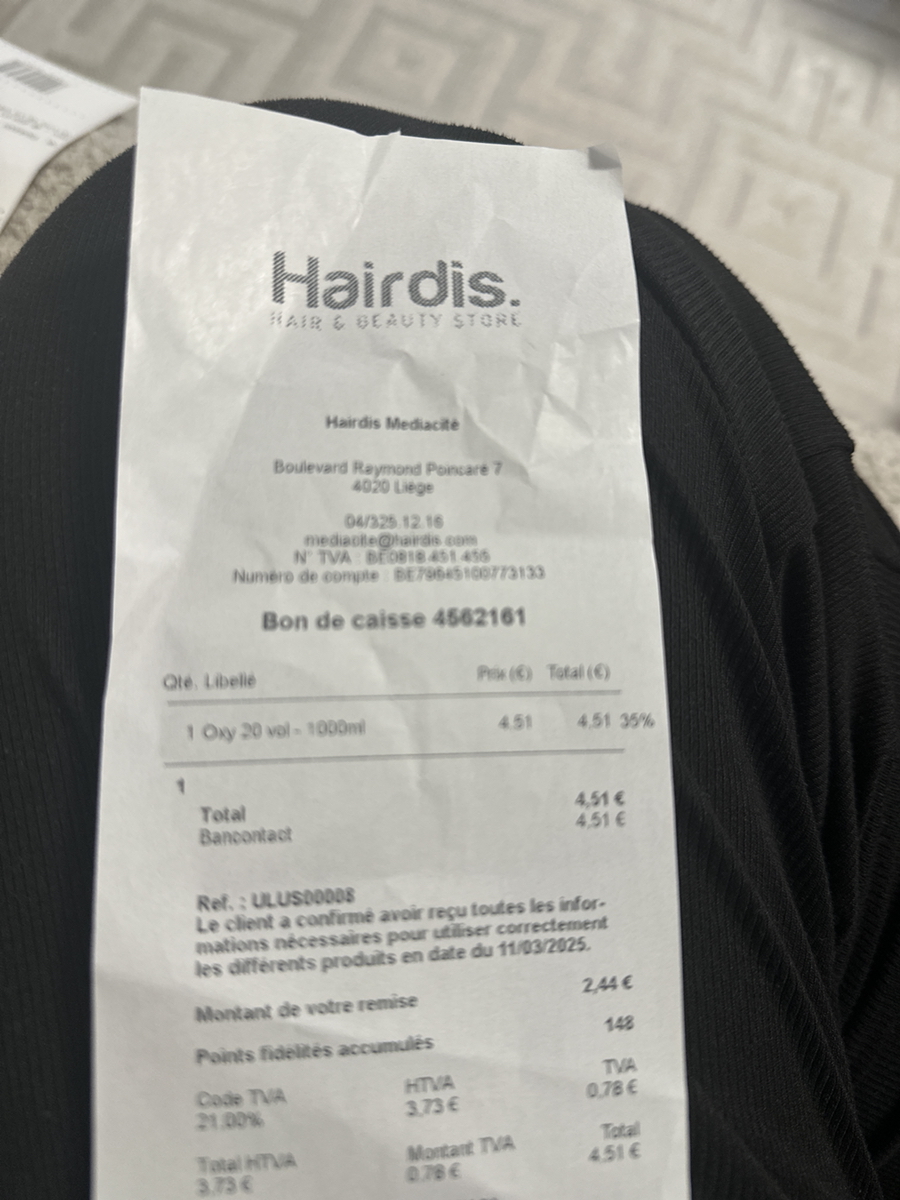 Hairdis.
HAIR & BEAUTY STORE
Hairdis Mediacité
Boulevard Raymond Poincaré 7
4020 Liège
04/325.12.16
mediacite@hairdis.com
N° TVA : BE0818.451.455
Numéro de compte : BE79645100773133
Bon de caisse 4562161
Qté. Libellé Prix (€) Total (€)
1 Oxy 20 vol - 1000ml 4.51 4.51 35%
1
Total 4,51 €
Bancontact 4,51 €
Ref. : ULUS00008
Le client a confirmé avoir reçu toutes les infor-
mations nécessaires pour utiliser correctement
les différents produits en date du 11/03/2025.
Montant de votre remise 2,44 €
Points fidélités accumulés 148
Code TVA HTVA TVA
21.00% 3,73 € 0,78 €
Total HTVA Montant TVA Total
3,73 € 0,78 € 4,51 €